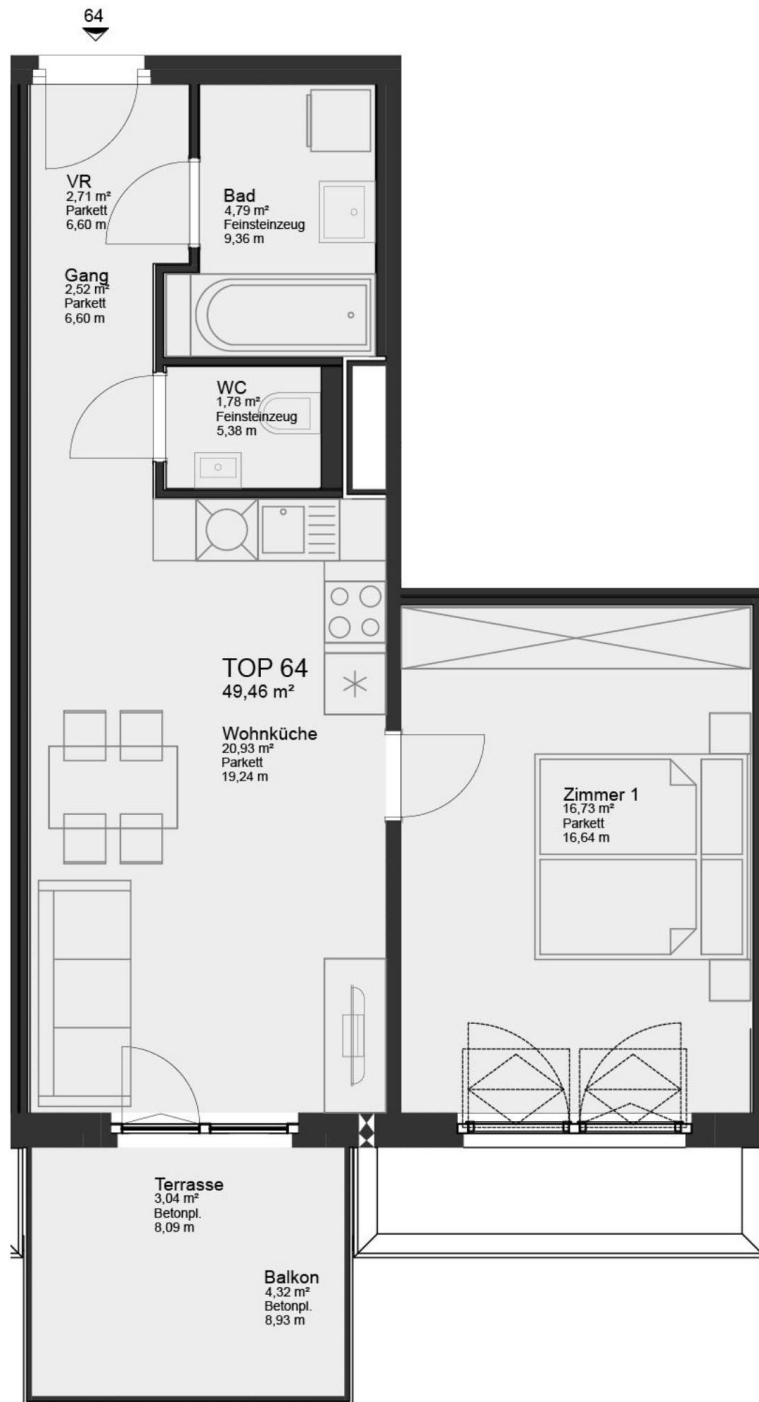 64
VR
2,71 m²
Parkett
6,60 m
Bad
4,79 m²
Feinsteinzeug
9,36 m
Gang
2,52 m²
Parkett
6,60 m
WC
1,78 m²
Feinsteinzeug
5,38 m
TOP 64
49,46 m²
Wohnküche
20,93 m²
Parkett
19,24 m
Zimmer 1
16,73 m²
Parkett
16,64 m
Terrasse
3,04 m²
Betonpl.
8,09 m
Balkon
4,32 m²
Betonpl.
8,93 m